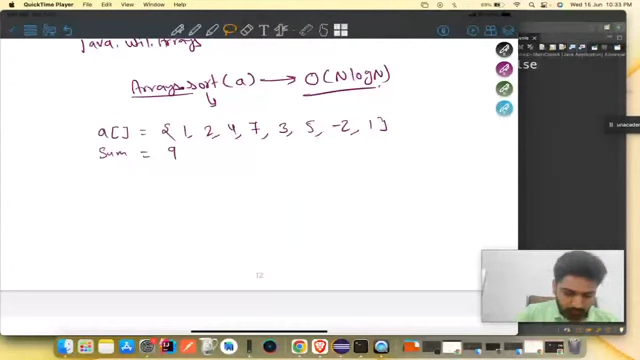 QuickTime Player File Edit View Window Help
Wed 16 Jun 10:33 PM
java.util.Arrays
Arrays.sort(a) → O(NlogN)
a[] = { 1, 2, 4, 7, 3, 5, -2, 1 }
Sum = 9
12